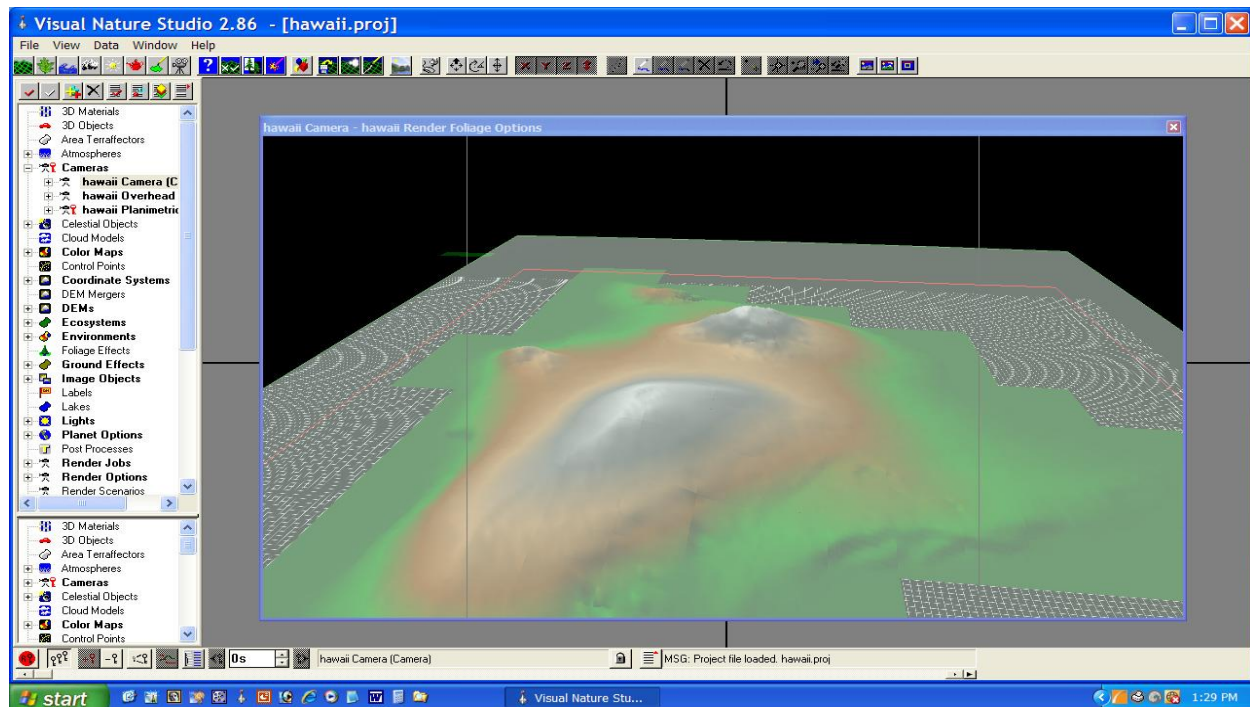 Visual Nature Studio 2.86 - [hawaii.proj]
File View Data Window Help
3D Materials
3D Objects
Area Terraffectors
Atmospheres
Cameras
hawaii Camera (C
hawaii Overhead
hawaii Planimetric
Celestial Objects
Cloud Models
Color Maps
Control Points
Coordinate Systems
DEM Mergers
DEMs
Ecosystems
Environments
Foliage Effects
Ground Effects
Image Objects
Labels
Lakes
Lights
Planet Options
Post Processes
Render Jobs
Render Options
Render Scenarios
3D Materials
3D Objects
Area Terraffectors
Atmospheres
Cameras
Celestial Objects
Cloud Models
Color Maps
Control Points
hawaii Camera - hawaii Render Foliage Options
0s
hawaii Camera (Camera)
MSG: Project file loaded. hawaii.proj
start
Visual Nature Stu...
1:29 PM